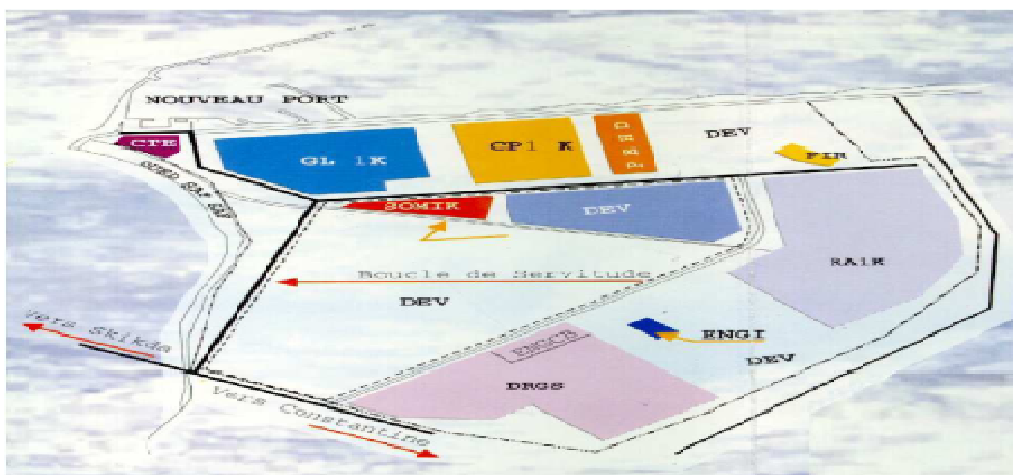 NOUVEAU PORT
CTE
GL 1K
CP1 K
DEV
FIR
SOMIK
DEV
RA1K
Boucle de Servitude
DEV
Vers Skikda
ENGI
ENGCB
DEV
DRGS
Vers Constantine